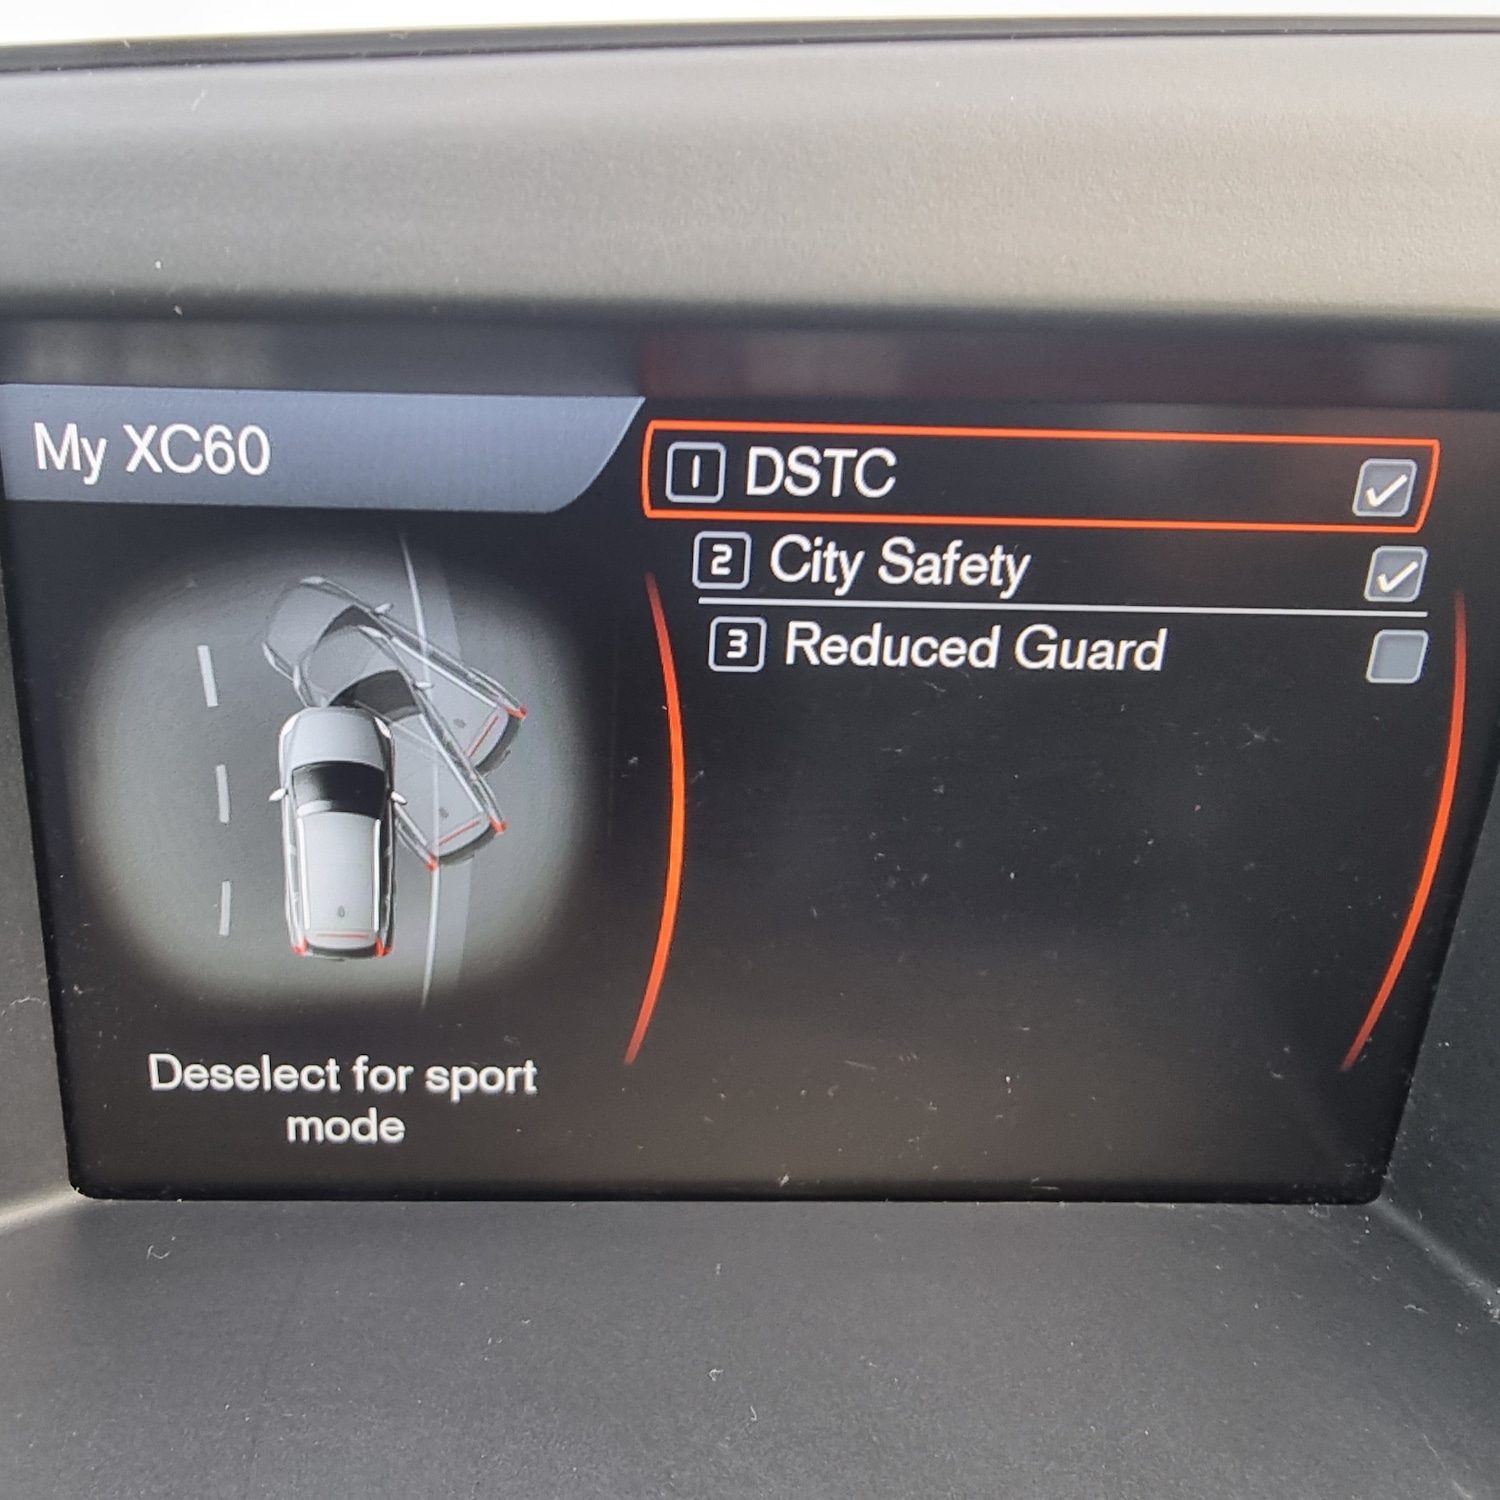 My XC60
1 DSTC
2 City Safety
3 Reduced Guard
Deselect for sport
mode